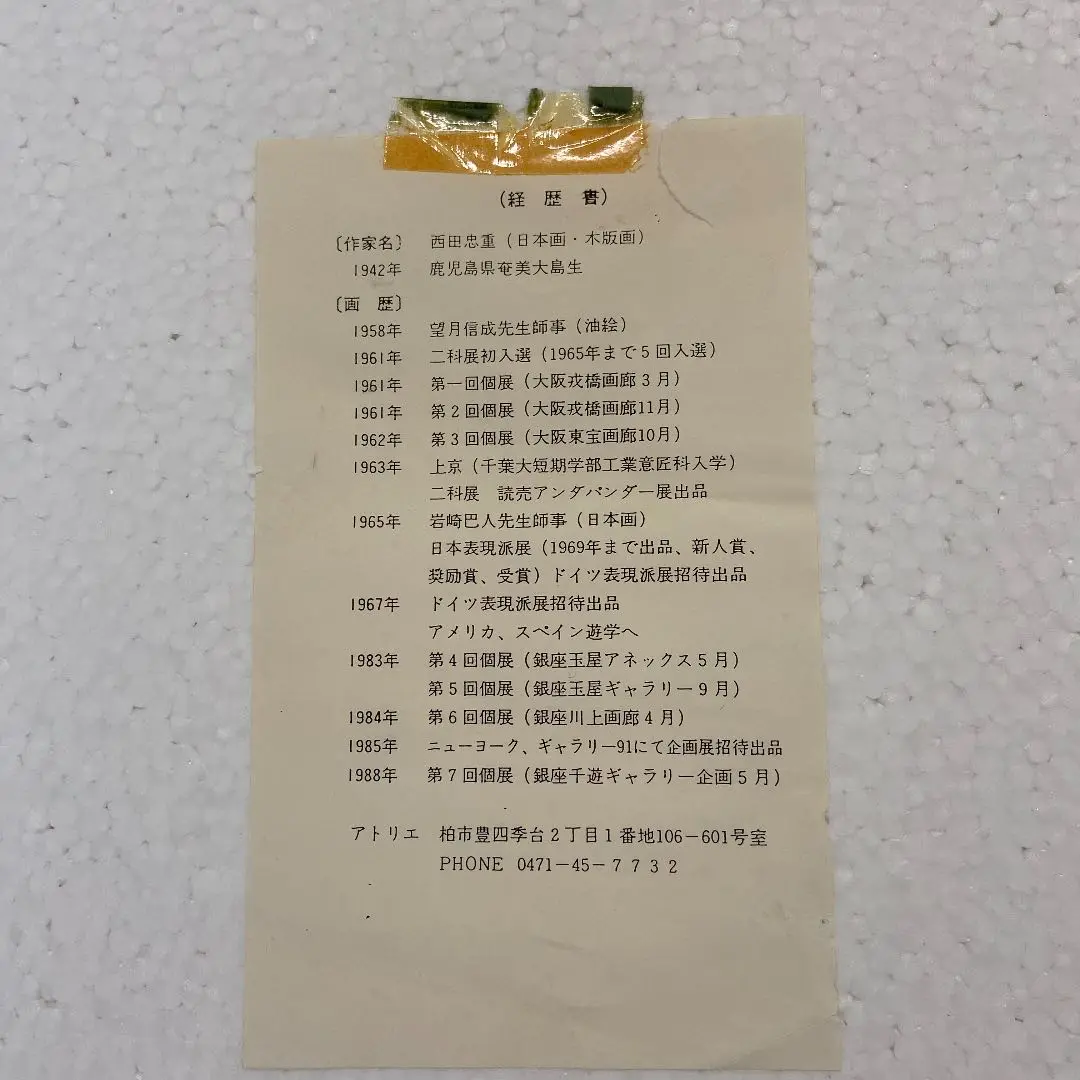 (経 歴 書)
〔作家名〕 西田忠重(日本画・木版画)
1942年 鹿児島県奄美大島生
〔画 歴〕
1958年 望月信成先生師事(油絵)
1961年 二科展初入選(1965年まで5回入選)
1961年 第一回個展(大阪戎橋画廊3月)
1961年 第2回個展(大阪戎橋画廊11月)
1962年 第3回個展(大阪東宝画廊10月)
1963年 上京(千葉大短期学部工業意匠科入学)
二科展 読売アンダパンダー展出品
1965年 岩崎巴人先生師事(日本画)
日本表現派展(1969年まで出品、新人賞、
奨励賞、受賞)ドイツ表現派展招待出品
1967年 ドイツ表現派展招待出品
アメリカ、スペイン遊学へ
1983年 第4回個展(銀座玉屋アネックス5月)
第5回個展(銀座玉屋ギャラリー9月)
1984年 第6回個展(銀座川上画廊4月)
1985年 ニューヨーク、ギャラリー91にて企画展招待出品
1988年 第7回個展(銀座千遊ギャラリー企画5月)
アトリエ 柏市豊四季台2丁目1番地106-601号室
PHONE 0471-45-7732